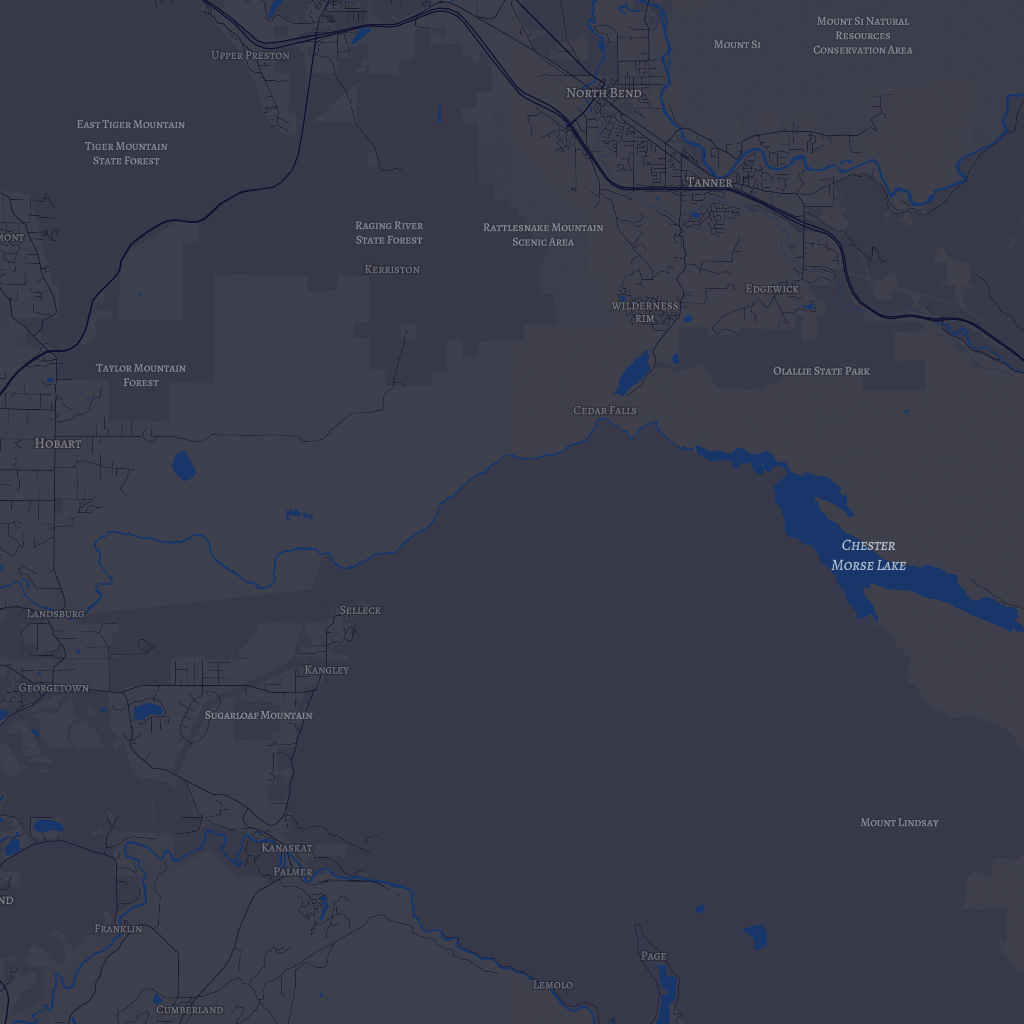 Mount Si Natural
Resources
Conservation Area
Mount Si
Upper Preston
North Bend
East Tiger Mountain
Tiger Mountain
State Forest
Tanner
Raging River
State Forest
Rattlesnake Mountain
Scenic Area
MONT
Kerriston
Edgewick
Wilderness
Rim
Taylor Mountain
Forest
Olallie State Park
Cedar Falls
Hobart
Chester
Morse Lake
Landsburg
Selleck
Kangley
Georgetown
Sugarloaf Mountain
Mount Lindsay
Kanaskat
Palmer
ND
Franklin
Page
Lemolo
Cumberland